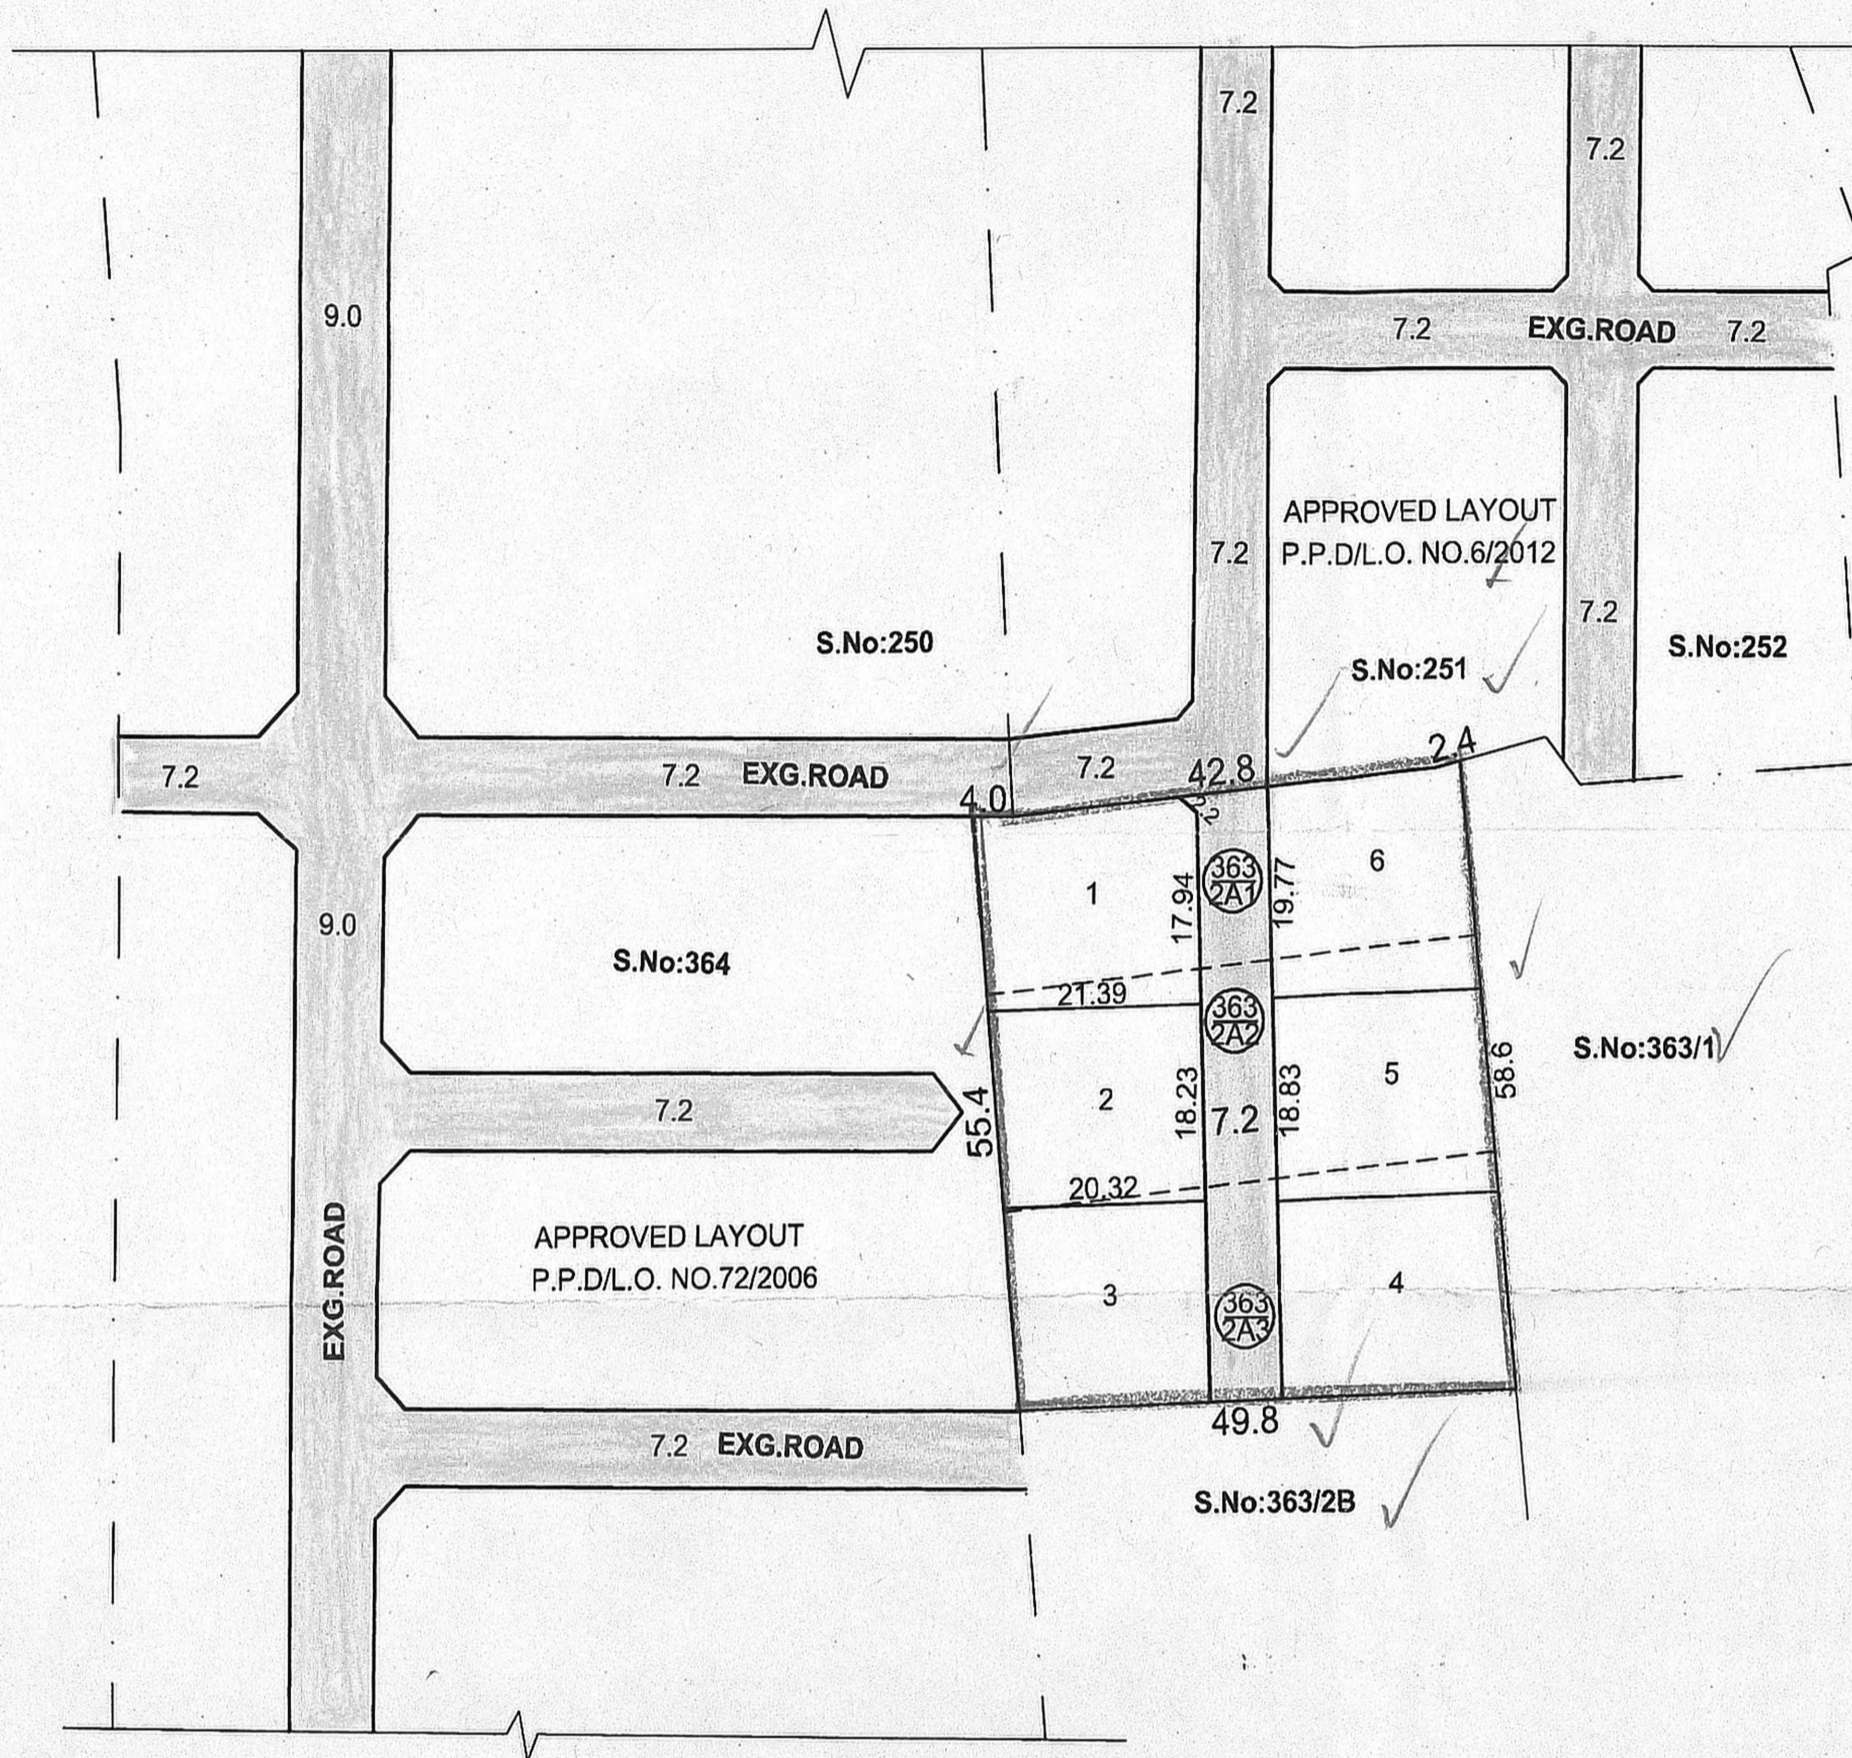 7.2
7.2
9.0
7.2
EXG.ROAD
7.2
APPROVED LAYOUT
P.P.D/L.O. NO.6/2012
7.2
7.2
S.No:250
S.No:251
S.No:252
7.2
7.2
EXG.ROAD
7.2
42.8
2.4
4.0
1
17.94
363
2A1
19.77
6
9.0
S.No:364
21.39
363
2A2
S.No:363/1
2
18.23
7.2
18.83
5
58.6
7.2
55.4
20.32
EXG.ROAD
APPROVED LAYOUT
P.P.D/L.O. NO.72/2006
3
363
2A3
4
49.8
7.2
EXG.ROAD
S.No:363/2B